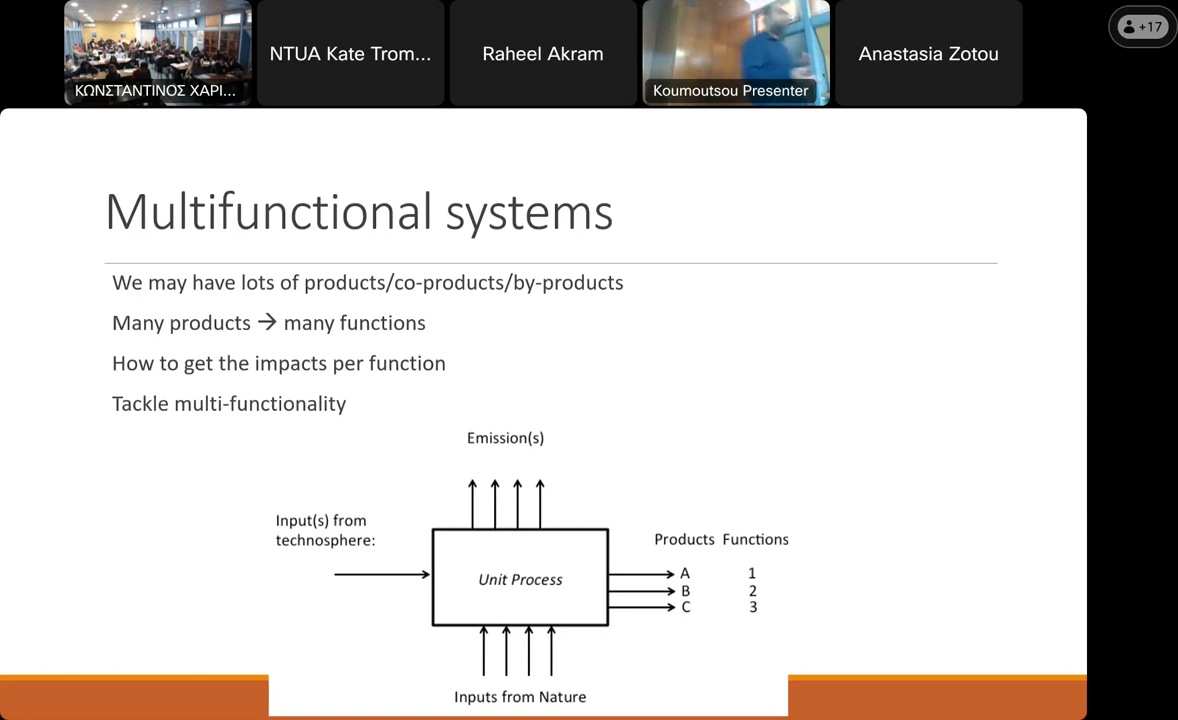 ΚΩΝΣΤΑΝΤΙΝΟΣ ΧΑΡΙ...
NTUA Kate Trom...
Raheel Akram
Koumoutsou Presenter
Anastasia Zotou
+17
Multifunctional systems
We may have lots of products/co-products/by-products
Many products → many functions
How to get the impacts per function
Tackle multi-functionality
Emission(s)
Input(s) from
technosphere:
Unit Process
Products Functions
A 1
B 2
C 3
Inputs from Nature